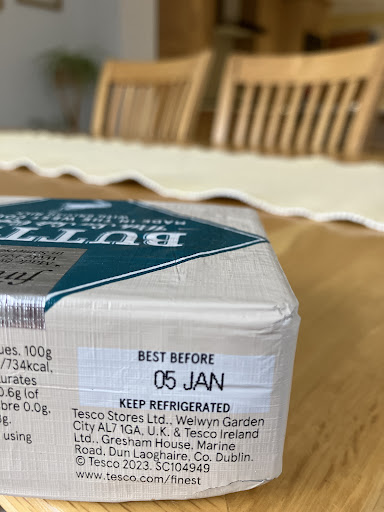 BUTT
ues. 100g
/734kcal,
urates
0.6g (of
bre 0.0g,
using
BEST BEFORE
05 JAN
KEEP REFRIGERATED
Tesco Stores Ltd., Welwyn Garden
City AL7 1GA, U.K. & Tesco Ireland
Ltd., Gresham House, Marine
Road, Dun Laoghaire, Co. Dublin.
© Tesco 2023. SC104949
www.tesco.com/finest